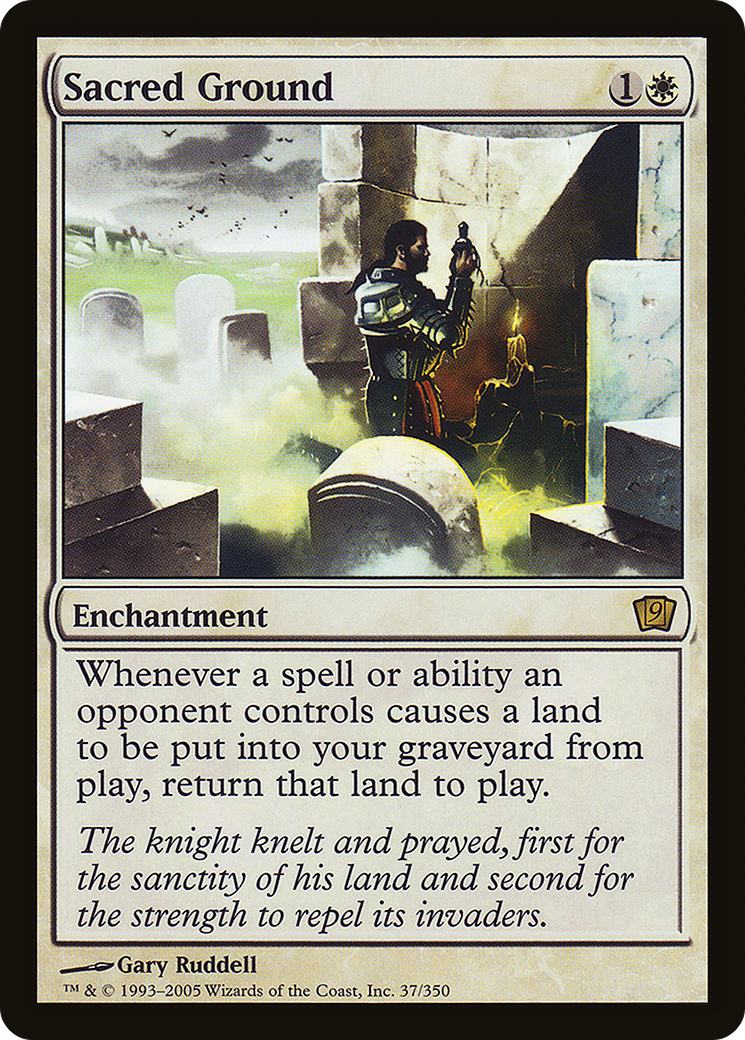 Sacred Ground 1
Enchantment 9
Whenever a spell or ability an
opponent controls causes a land
to be put into your graveyard from
play, return that land to play.
The knight knelt and prayed, first for
the sanctity of his land and second for
the strength to repel its invaders.
Gary Ruddell
™ & © 1993–2005 Wizards of the Coast, Inc. 37/350